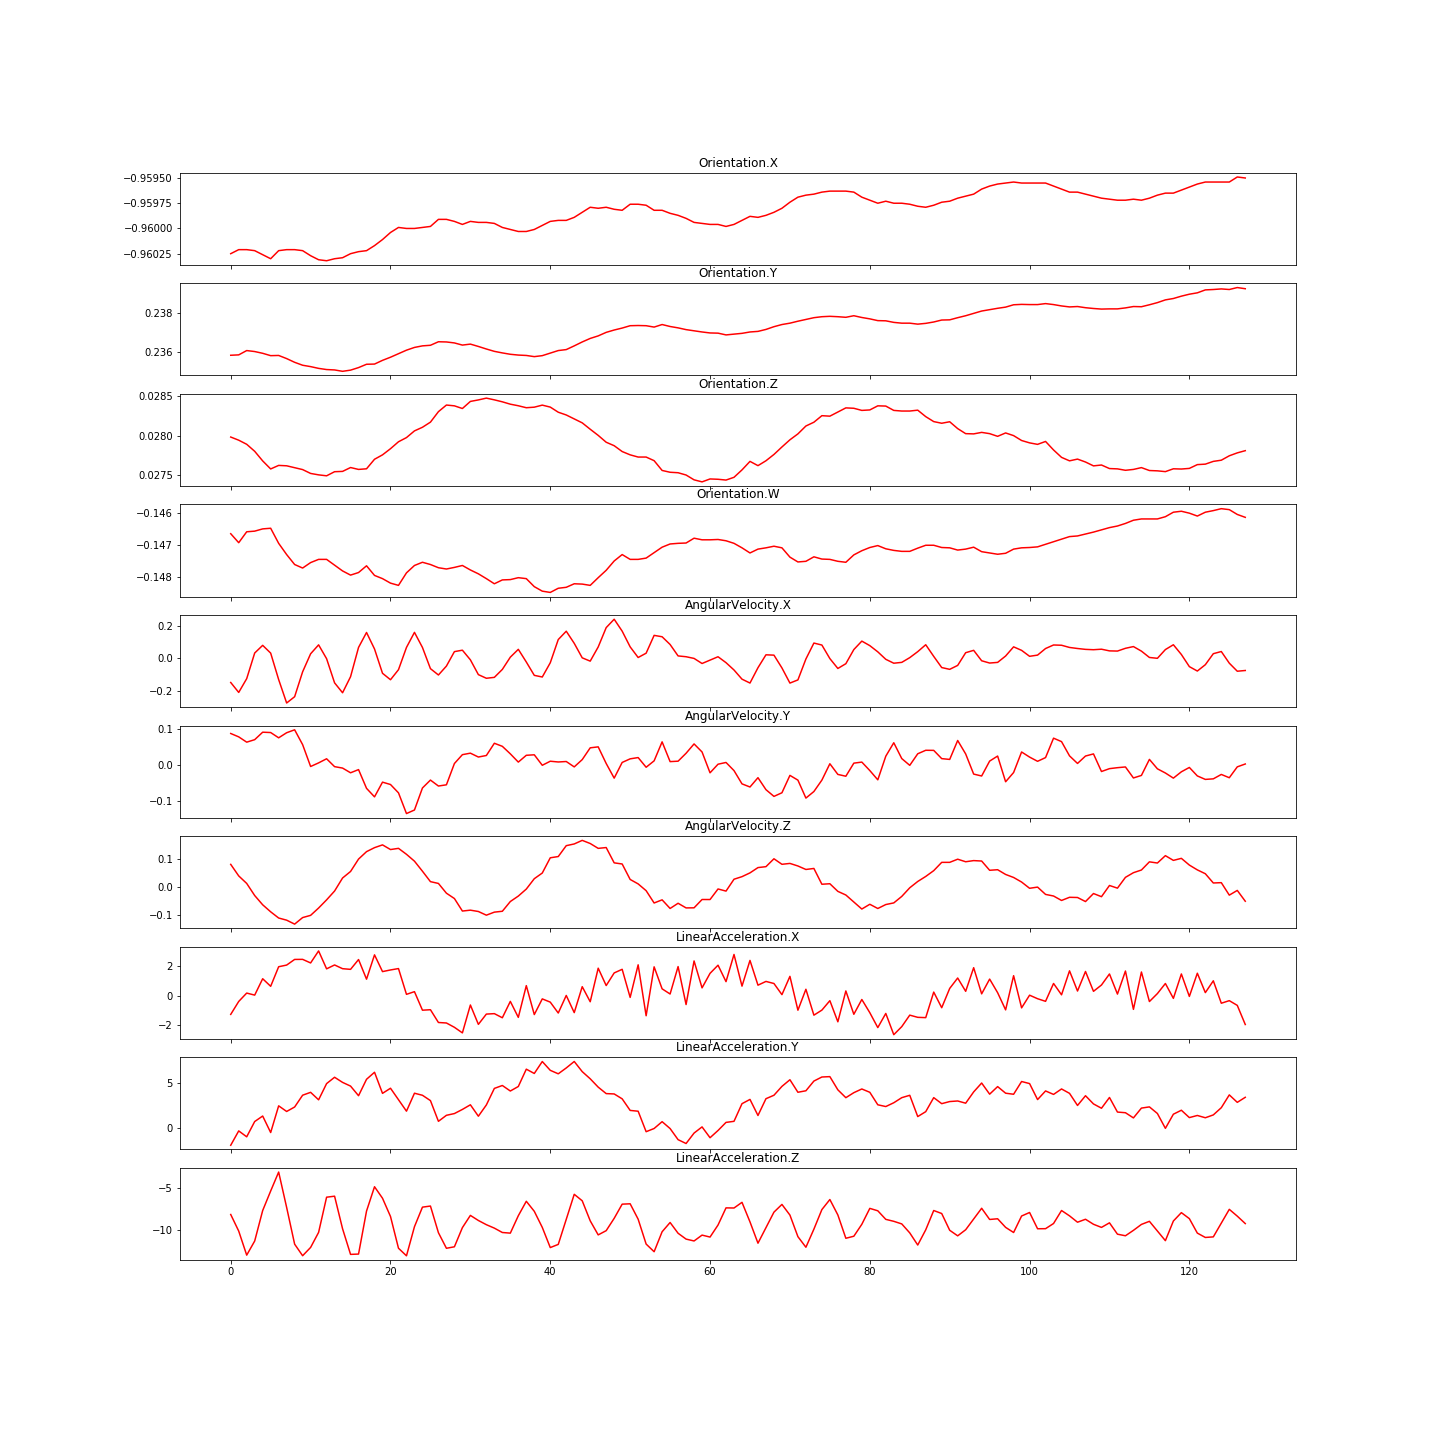 Orientation.X
−0.95950
−0.95975
−0.96000
−0.96025
Orientation.Y
0.238
0.236
Orientation.Z
0.0285
0.0280
0.0275
Orientation.W
−0.146
−0.147
−0.148
AngularVelocity.X
0.2
0.0
−0.2
AngularVelocity.Y
0.1
0.0
−0.1
AngularVelocity.Z
0.1
0.0
−0.1
LinearAcceleration.X
2
0
−2
LinearAcceleration.Y
5
0
LinearAcceleration.Z
−5
−10
0 20 40 60 80 100 120